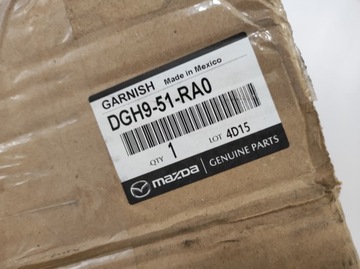 GARNISH Made in Mexico
DGH9-51-RA0
QTY 1 LOT 4D15
mazda GENUINE PARTS